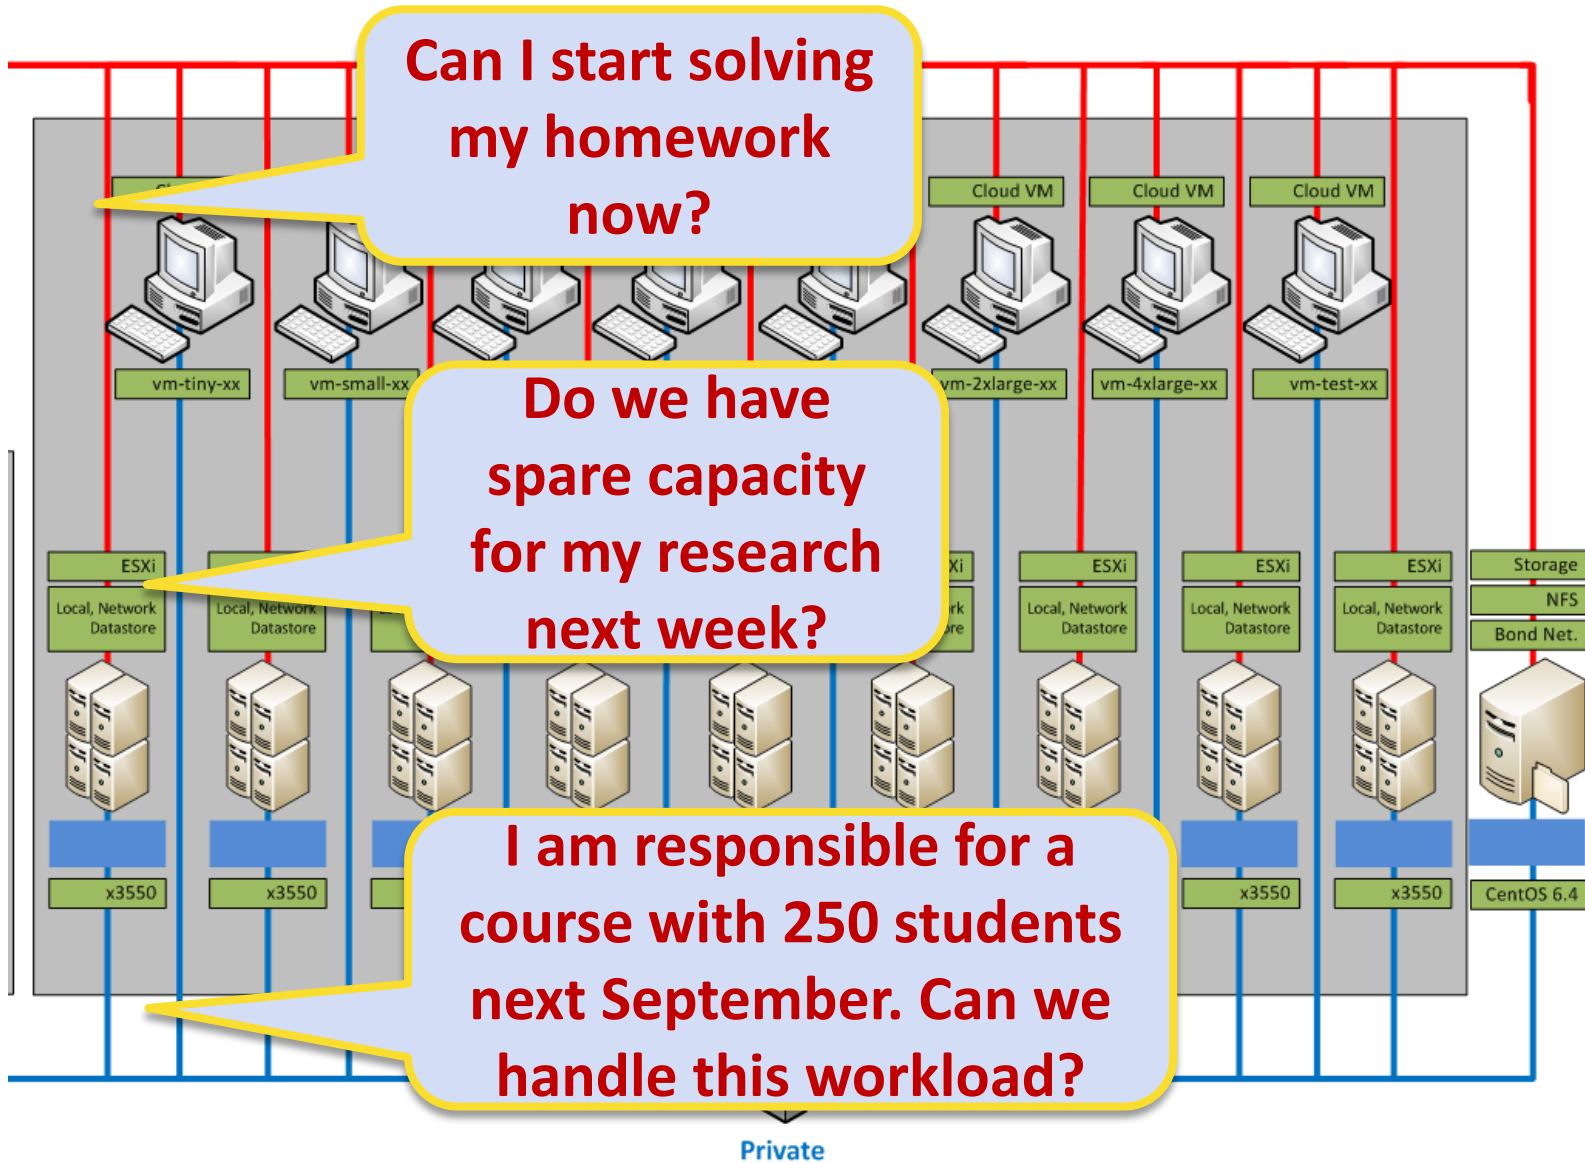 Can I start solving
my homework
now?
Cloud VM
Cloud VM
Cloud VM
vm-tiny-xx
vm-small-xx
vm-2xlarge-xx
vm-4xlarge-xx
vm-test-xx
Do we have
spare capacity
for my research
next week?
ESXi
ESXi
ESXi
ESXi
Storage
Local, Network
Datastore
Local, Network
Datastore
Local, Network
Datastore
Local, Network
Datastore
Local, Network
Datastore
NFS
Bond Net.
I am responsible for a
course with 250 students
next September. Can we
handle this workload?
x3550
x3550
x3550
x3550
CentOS 6.4
Private